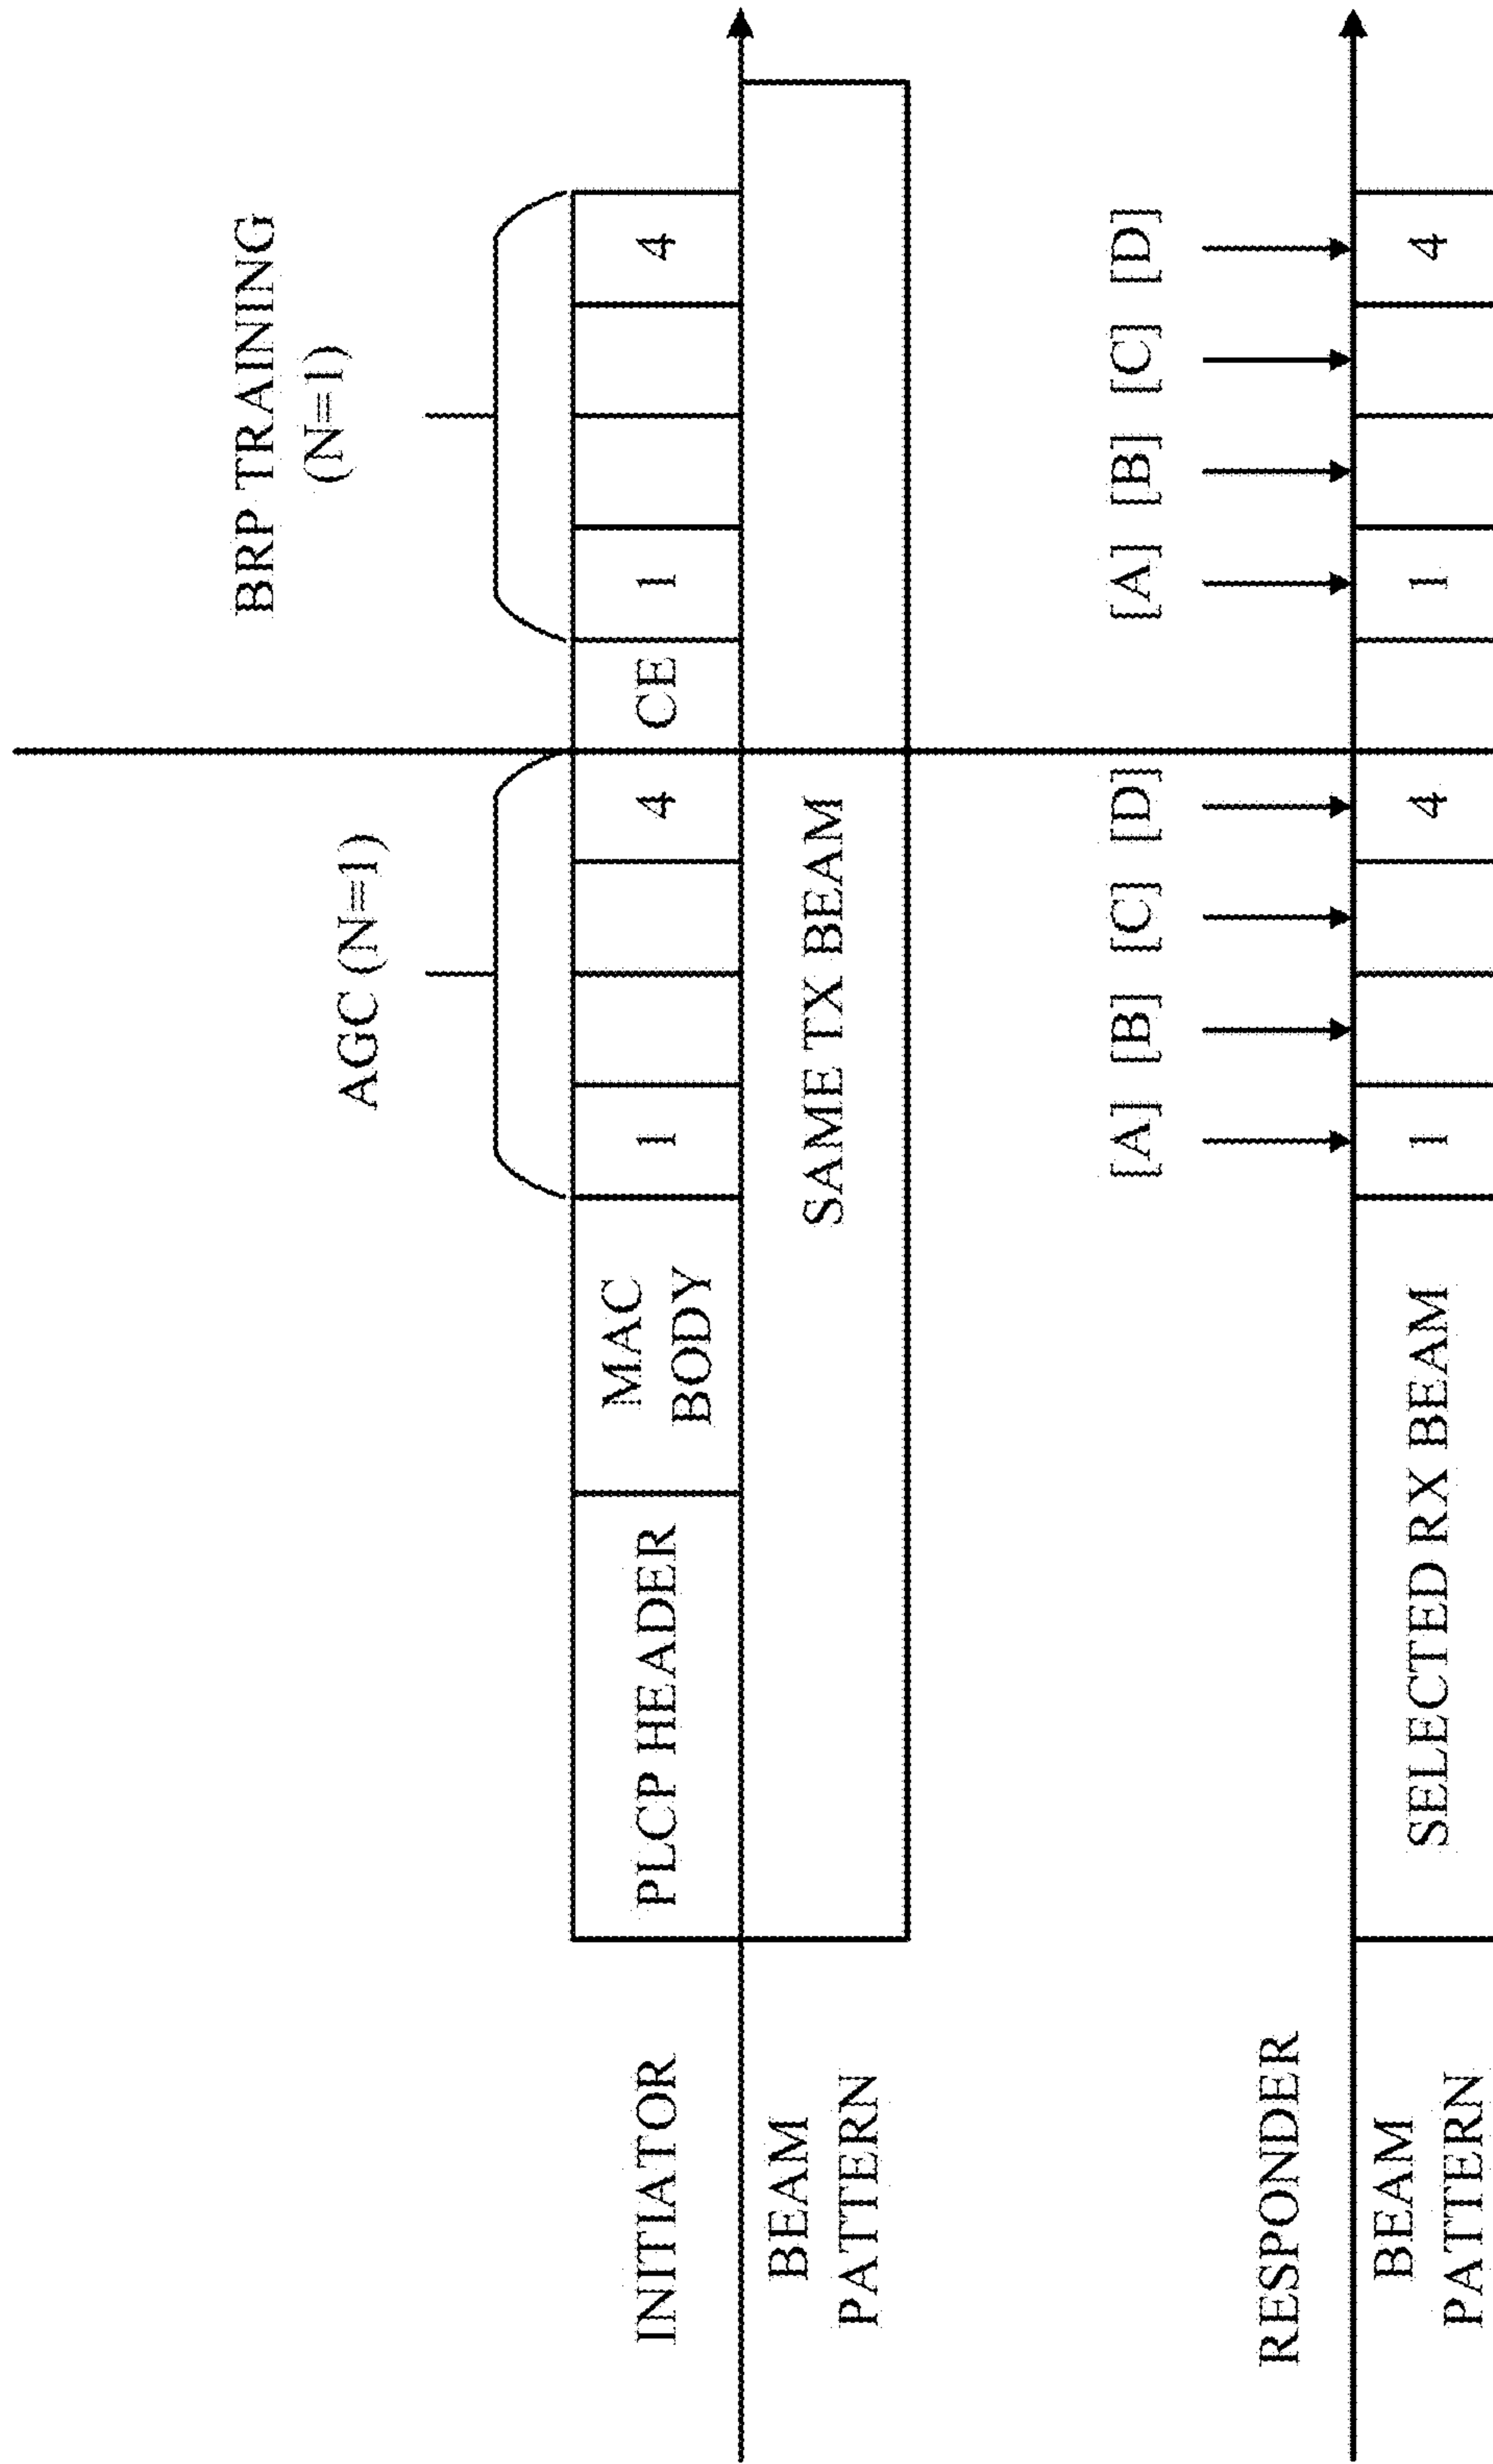 BRP TRAINING
(N=1)
AGC (N=1)
INITIATOR
PLCP HEADER
MAC
BODY
1
4
CE
1
4
BEAM
PATTERN
SAME TX BEAM
RESPONDER
[A] [B] [C] [D]
[A] [B] [C] [D]
BEAM
PATTERN
SELECTED RX BEAM
1
4
1
4